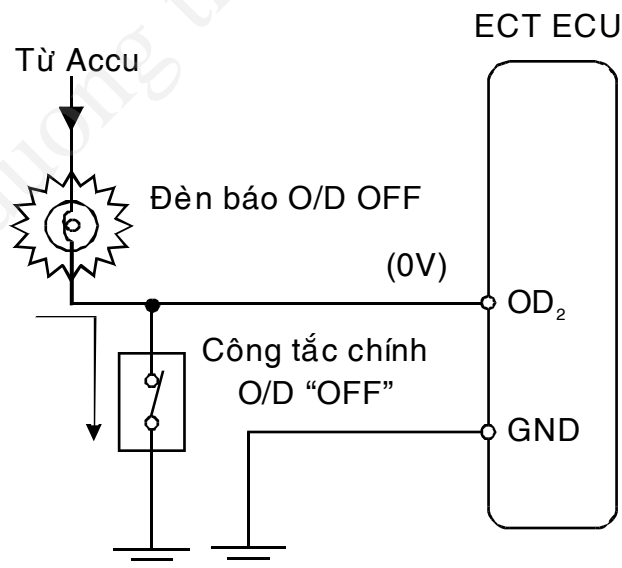 ECT ECU
Từ Accu
Đèn báo O/D OFF
(0V)
OD₂
Công tắc chính
O/D “OFF”
GND